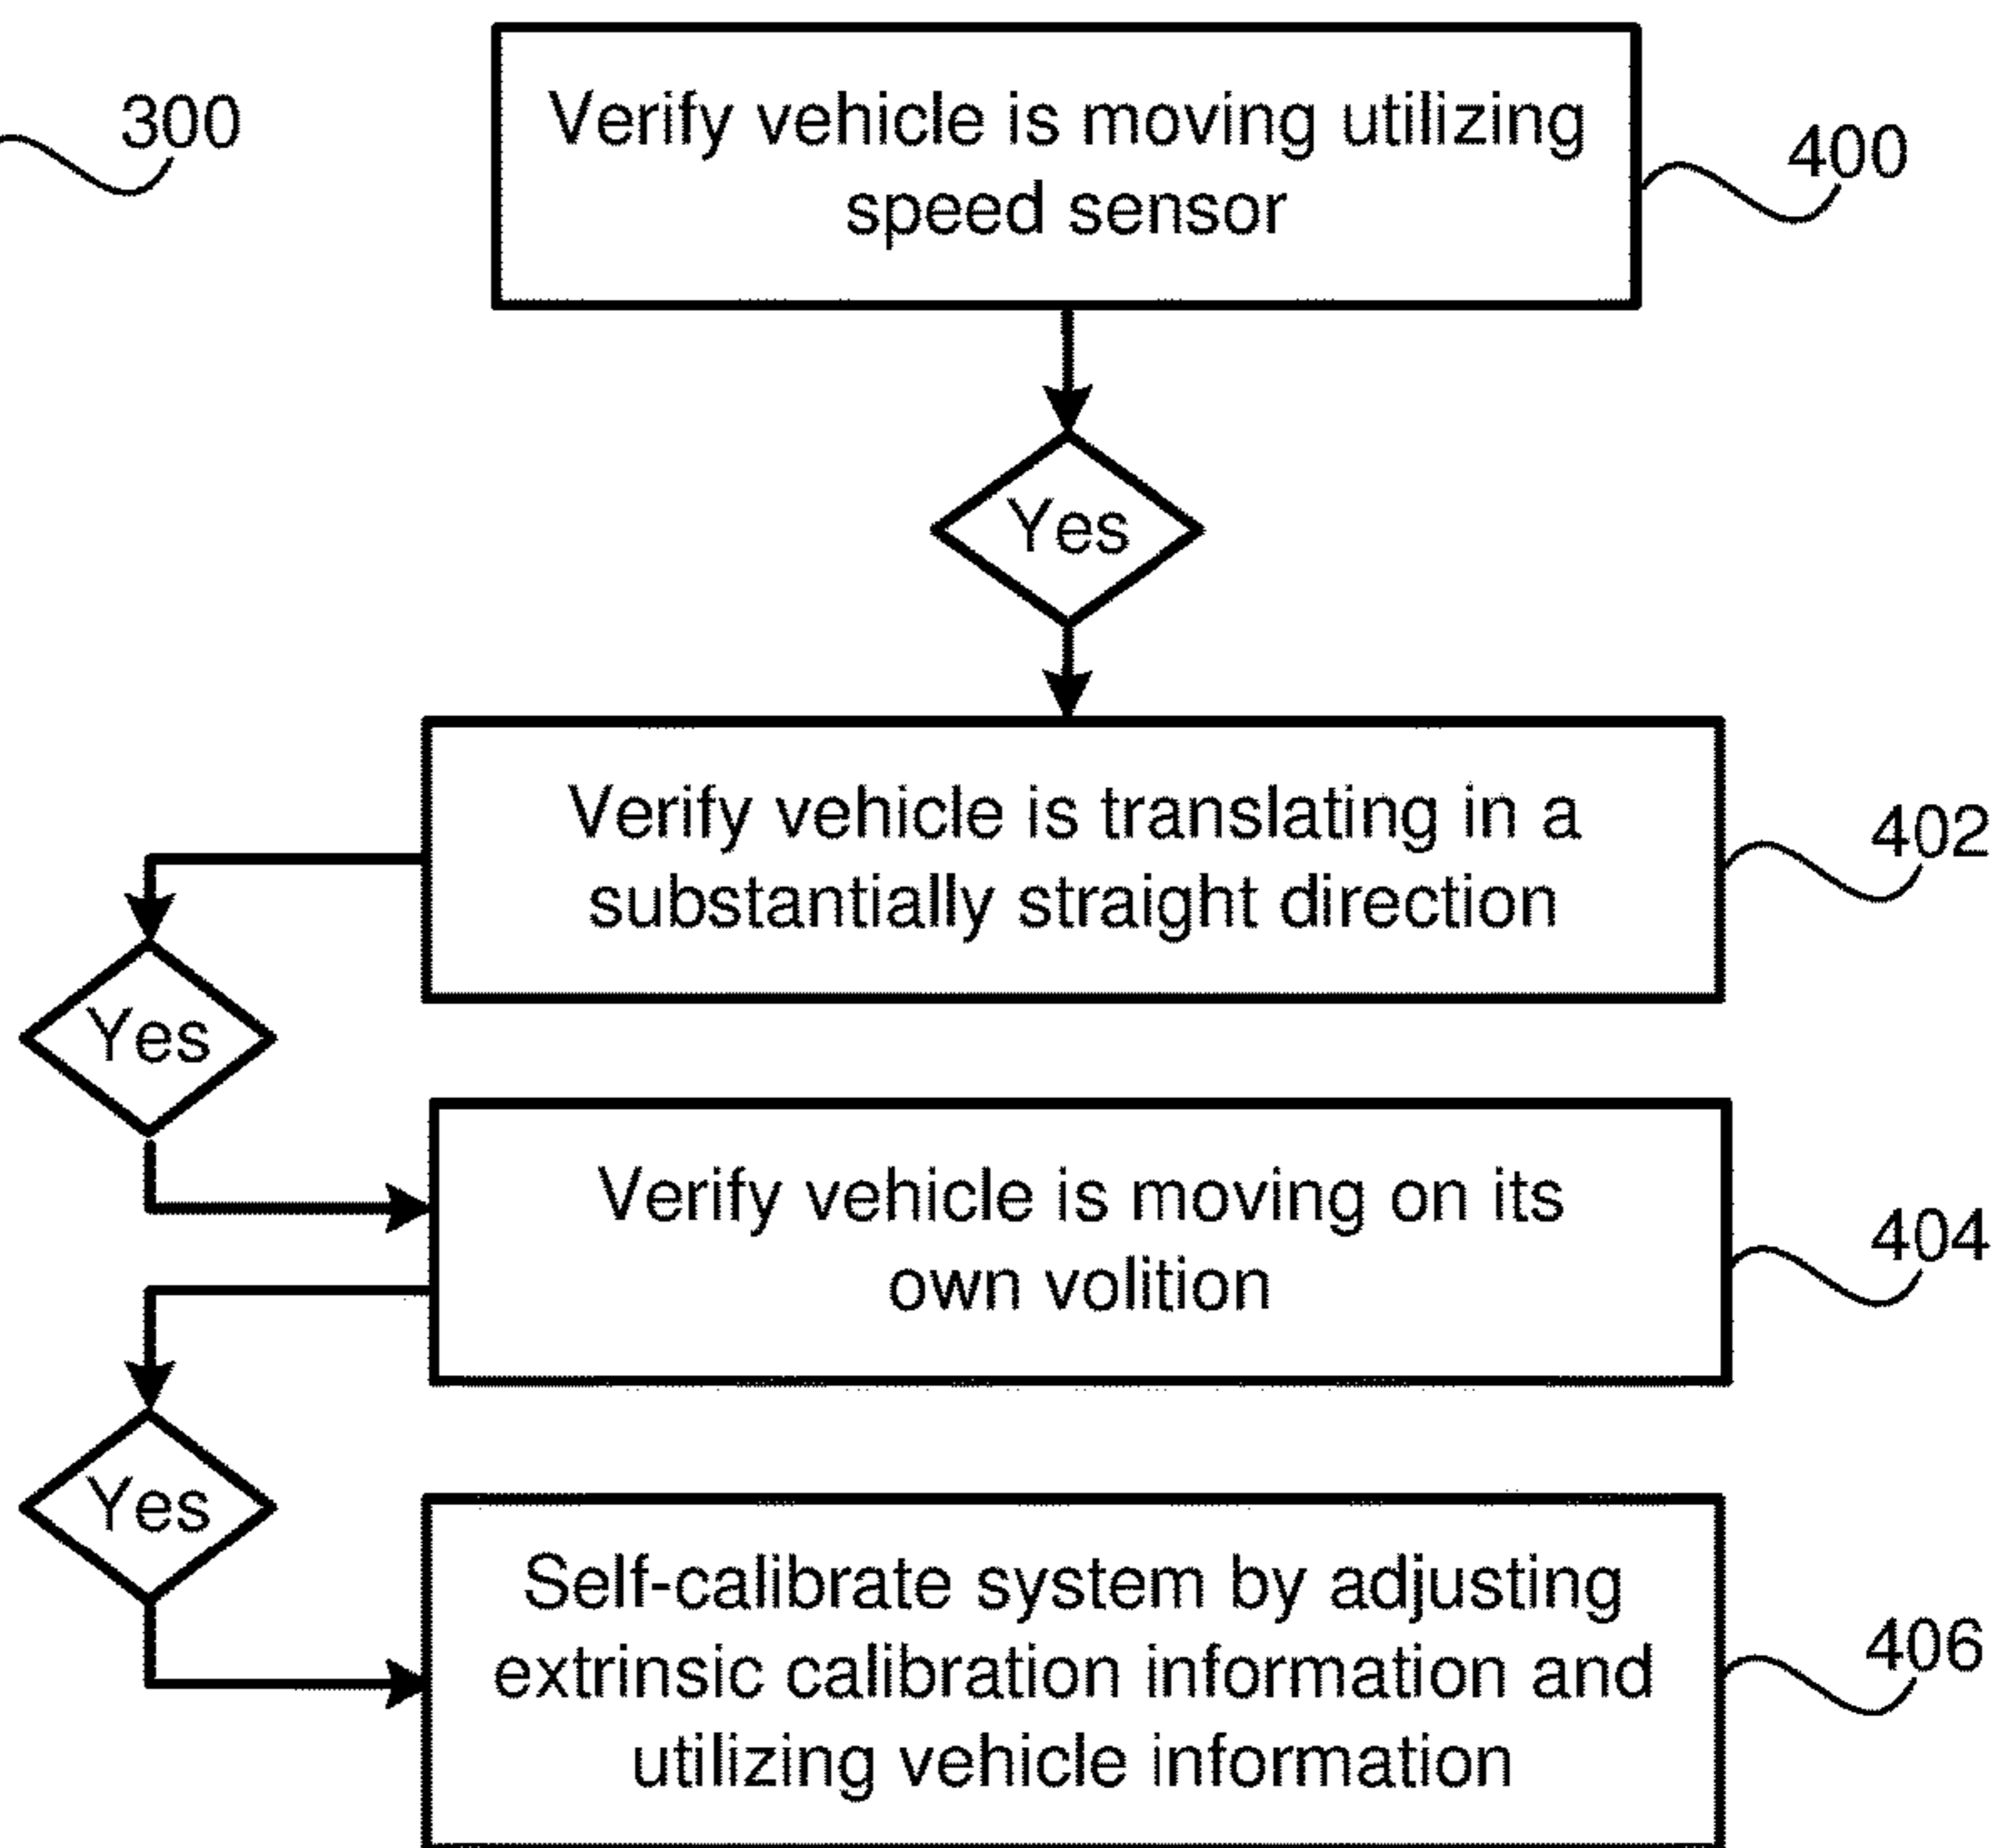 300
Verify vehicle is moving utilizing
speed sensor
400
Yes
Verify vehicle is translating in a
substantially straight direction
402
Yes
Verify vehicle is moving on its
own volition
404
Yes
Self-calibrate system by adjusting
extrinsic calibration information and
utilizing vehicle information
406